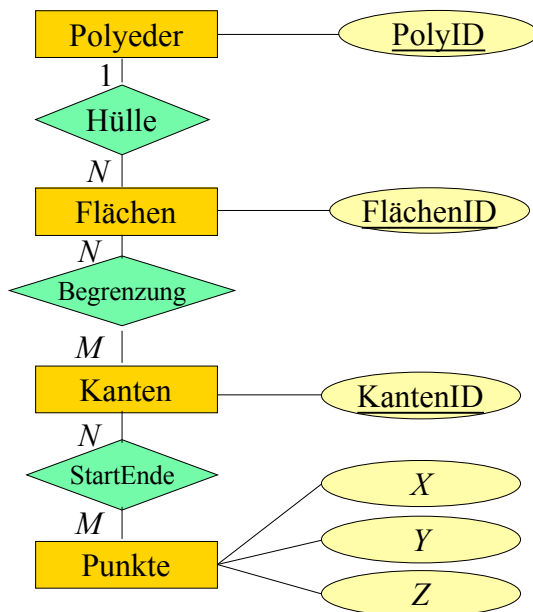 Polyeder PolyID
1
Hülle
N
Flächen FlächenID
N
Begrenzung
M
Kanten KantenID
N
StartEnde
X
M
Y
Punkte
Z